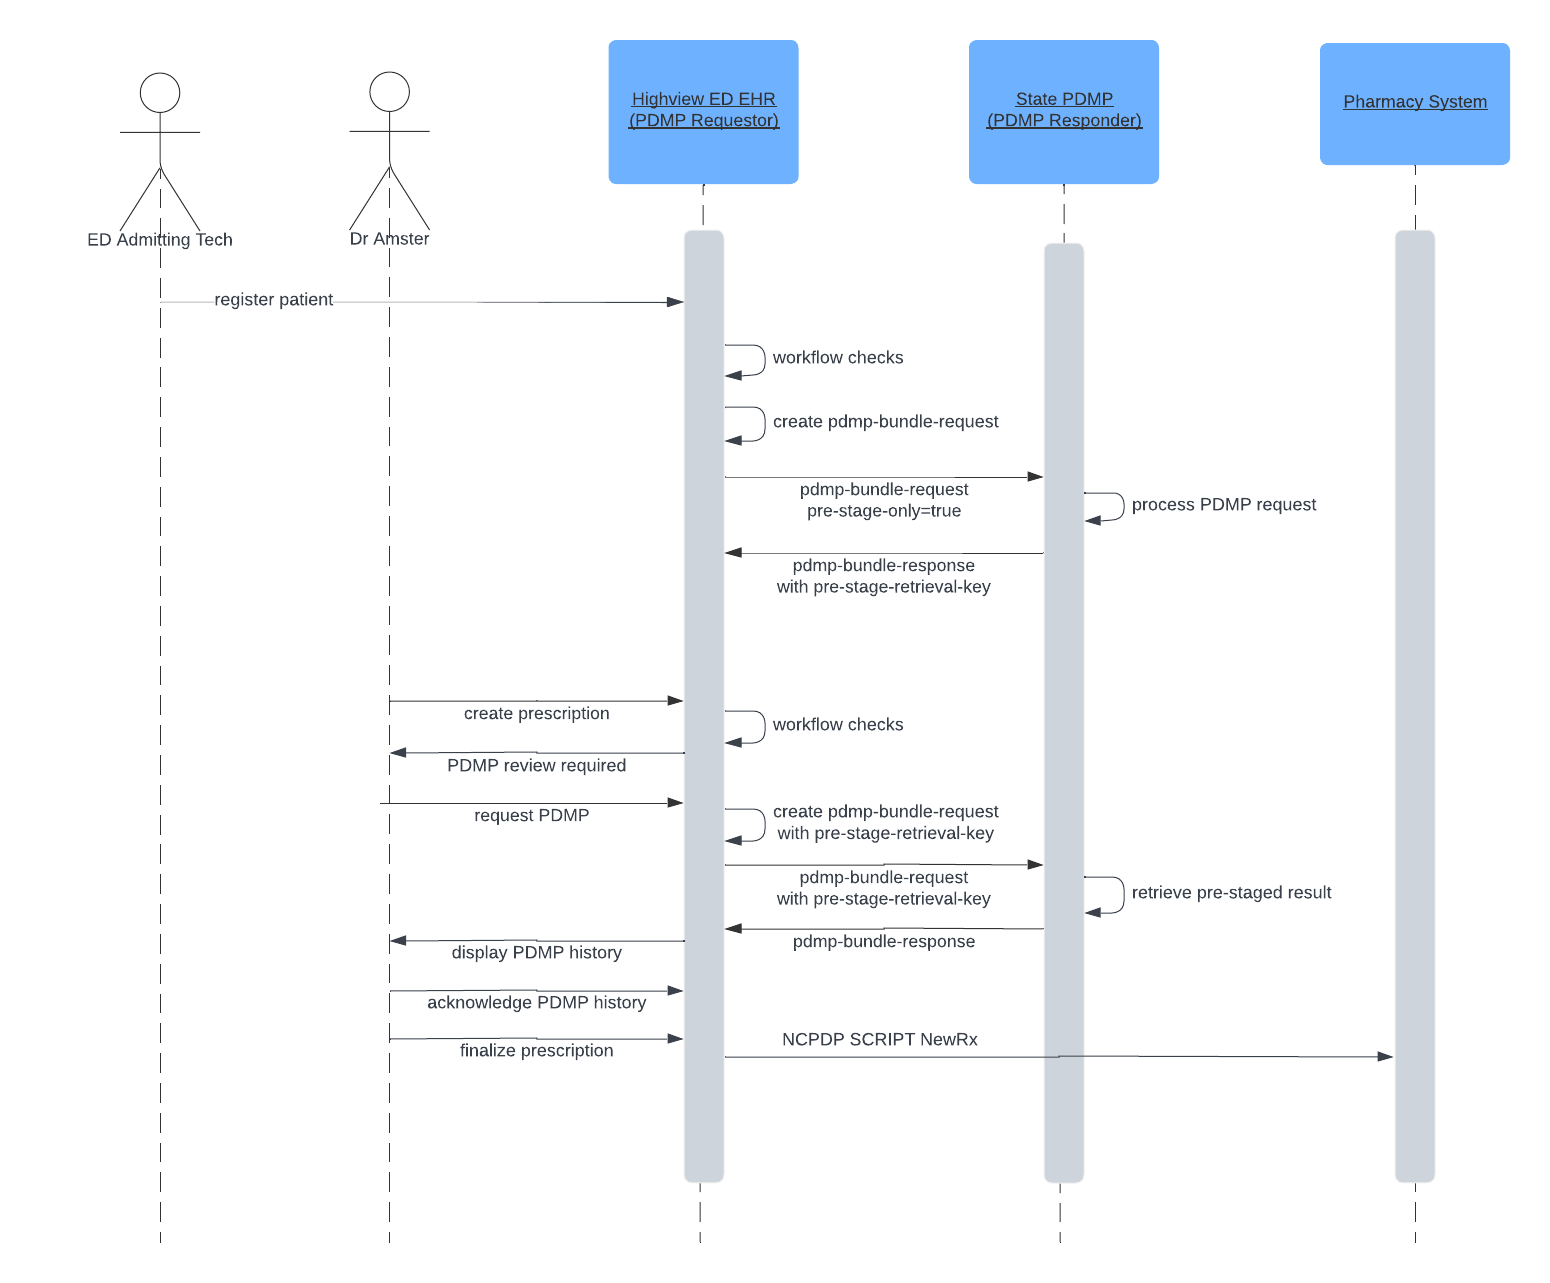 Highview ED EHR
(PDMP Requestor)
State PDMP
(PDMP Responder)
Pharmacy System
ED Admitting Tech
Dr Amster
register patient
workflow checks
create pdmp-bundle-request
pdmp-bundle-request
pre-stage-only=true
process PDMP request
pdmp-bundle-response
with pre-stage-retrieval-key
create prescription
workflow checks
PDMP review required
request PDMP
create pdmp-bundle-request
with pre-stage-retrieval-key
pdmp-bundle-request
with pre-stage-retrieval-key
retrieve pre-staged result
pdmp-bundle-response
display PDMP history
acknowledge PDMP history
NCPDP SCRIPT NewRx
finalize prescription